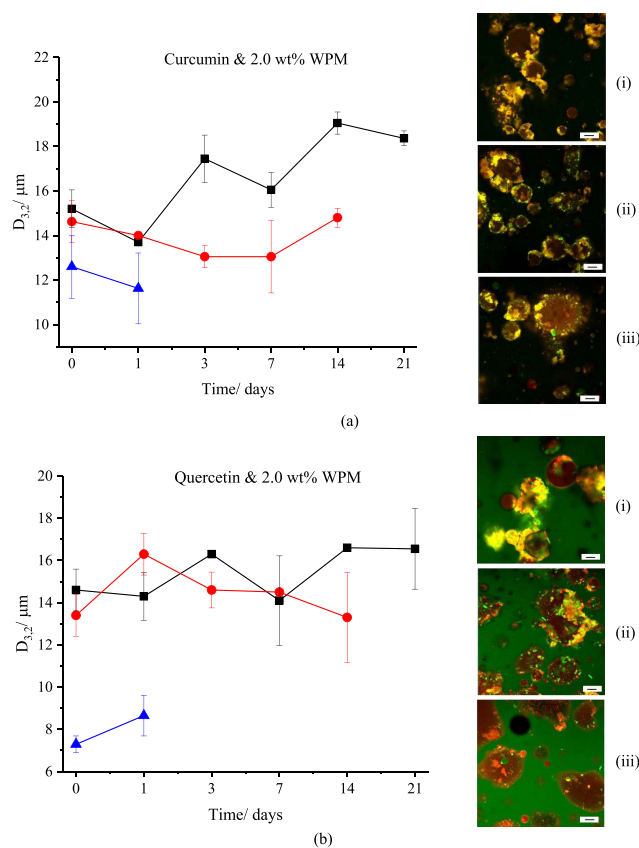 Curcumin & 2.0 wt% WPM
22
20
18
16
14
12
10
D3,2/ μm
0
1
3
7
14
21
Time/ days
(i)
(ii)
(iii)
(a)
Quercetin & 2.0 wt% WPM
20
18
16
14
12
10
8
6
D3,2/ μm
0
1
3
7
14
21
Time/ days
(i)
(ii)
(iii)
(b)